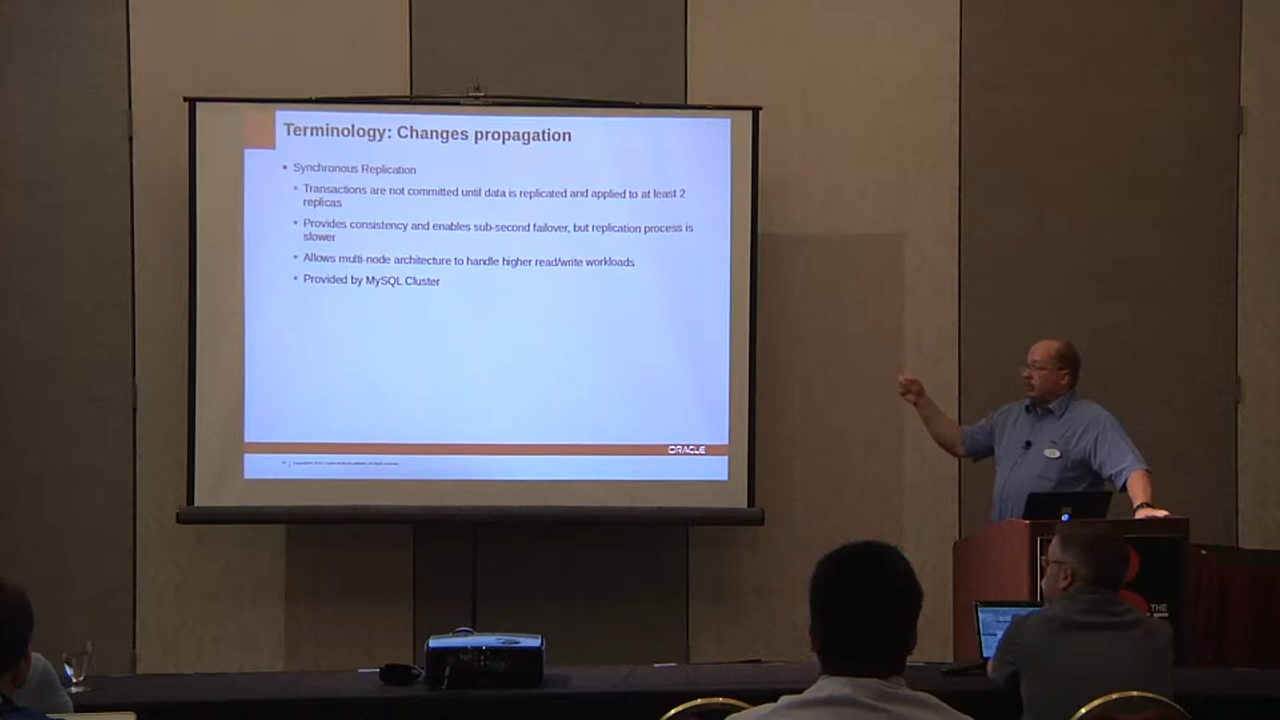 Terminology: Changes propagation
Synchronous Replication
Transactions are not committed until data is replicated and applied to at least 2
replicas
Provides consistency and enables sub-second failover, but replication process is
slower
Allows multi-node architecture to handle higher read/write workloads
Provided by MySQL Cluster
ORACLE
THE